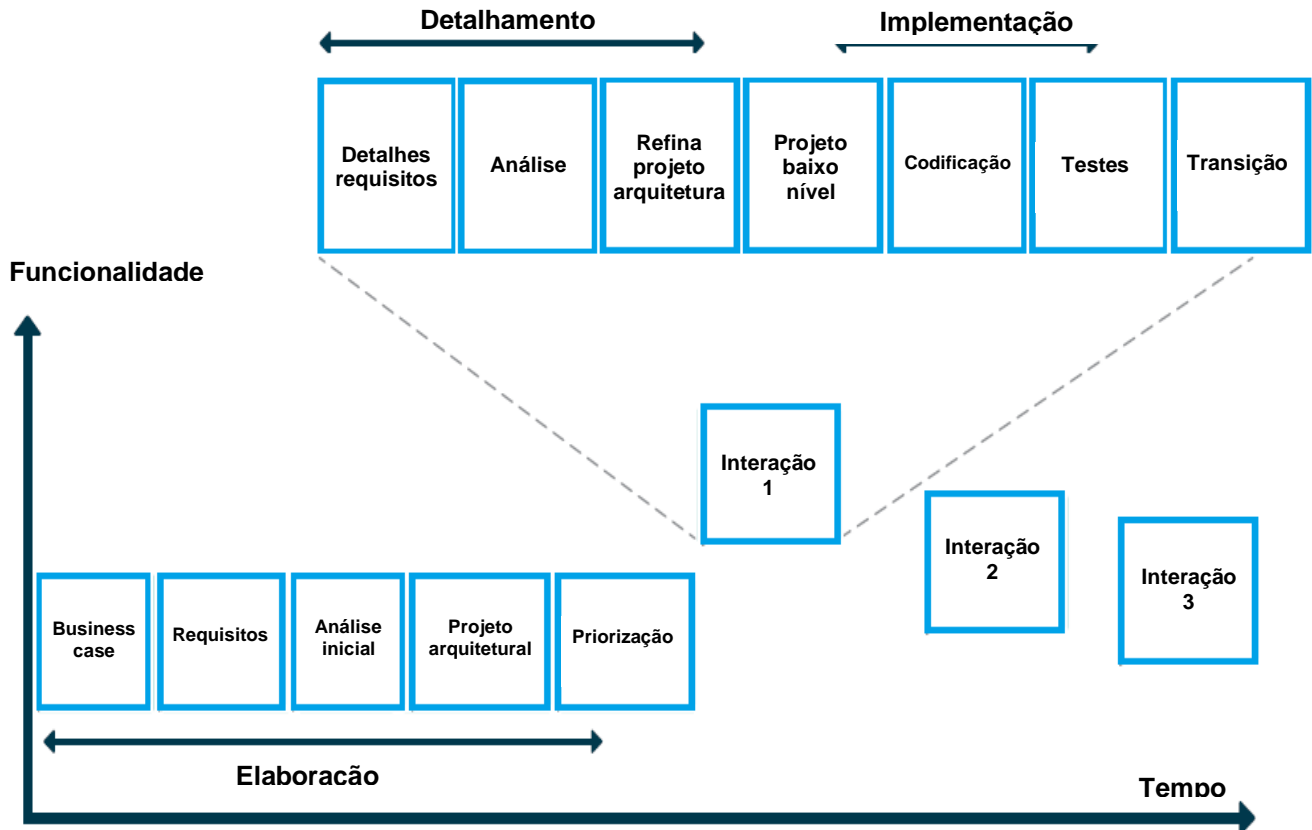 Detalhamento
Implementação
Detalhes
requisitos
Análise
Refina
projeto
arquitetura
Projeto
baixo
nível
Codificação
Testes
Transição
Funcionalidade
Interação
1
Interação
2
Interação
3
Business
case
Requisitos
Análise
inicial
Projeto
arquitetural
Priorização
Elaboração
Tempo